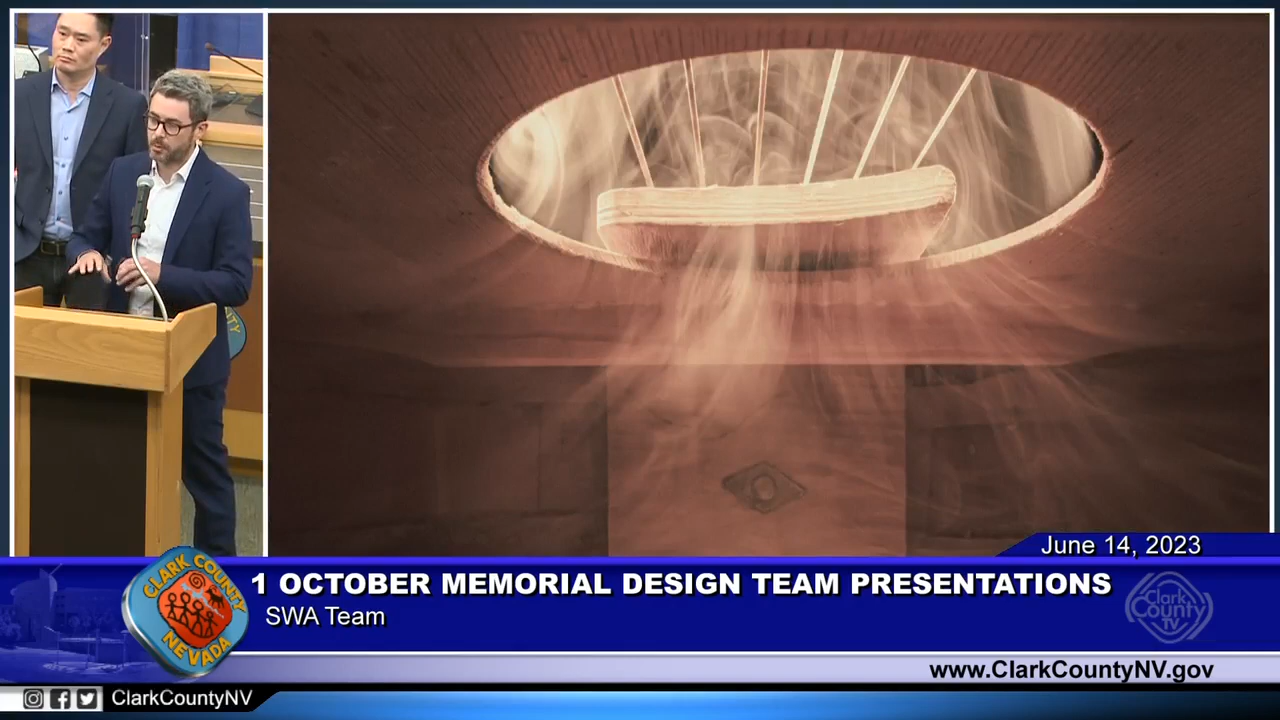 June 14, 2023
1 OCTOBER MEMORIAL DESIGN TEAM PRESENTATIONS
SWA Team
CLARK COUNTY
NEVADA
Clark
County
TV
www.ClarkCountyNV.gov
ClarkCountyNV